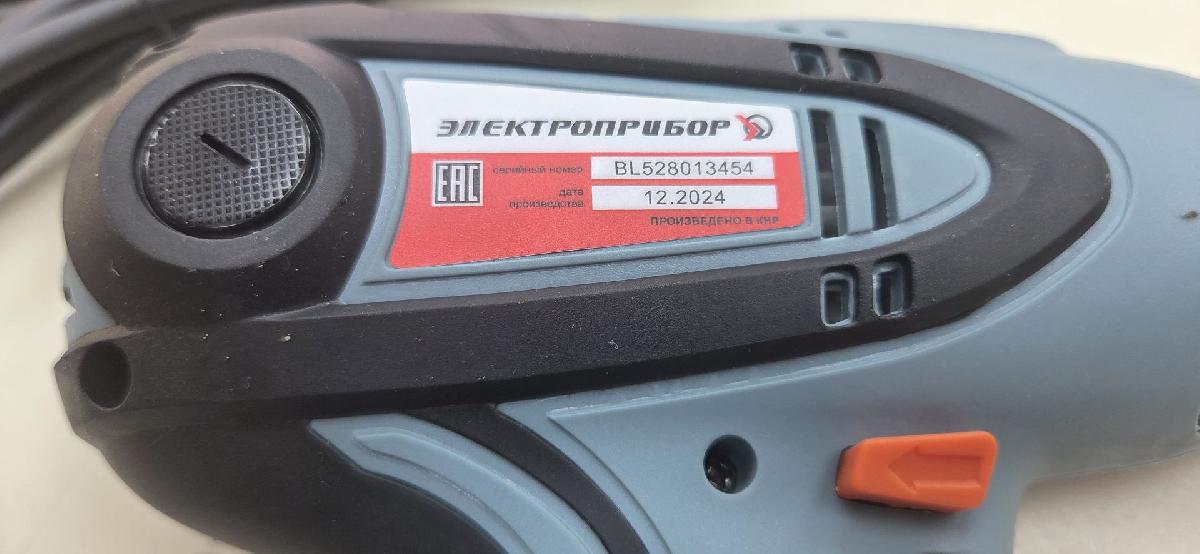 ЭЛЕКТРОПРИБОР
EAC
серийный номер BL528013454
дата
производства 12.2024
ПРОИЗВЕДЕНО В КНР